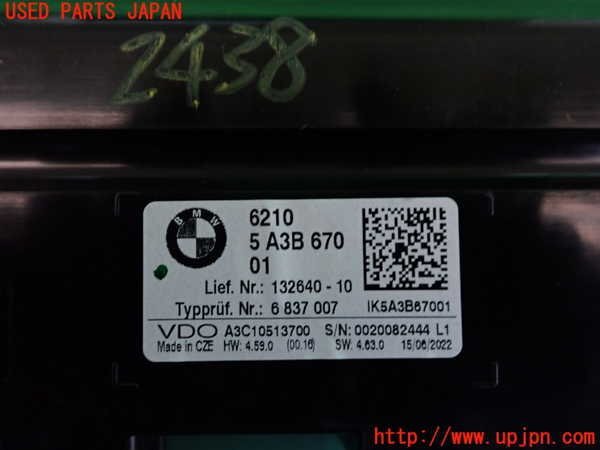 USED PARTS JAPAN
2438
BMW
6210
5 A3B 670
01
Lief. Nr.: 132640 - 10
Typprüf. Nr.: 6 837 007
IK5A3B67001
VDO A3C10513700 S/N: 0020082444 L1
Made in CZE HW: 4.59.0 (00.16) SW: 4.63.0 15/06/2022
http://www.upjpn.com/